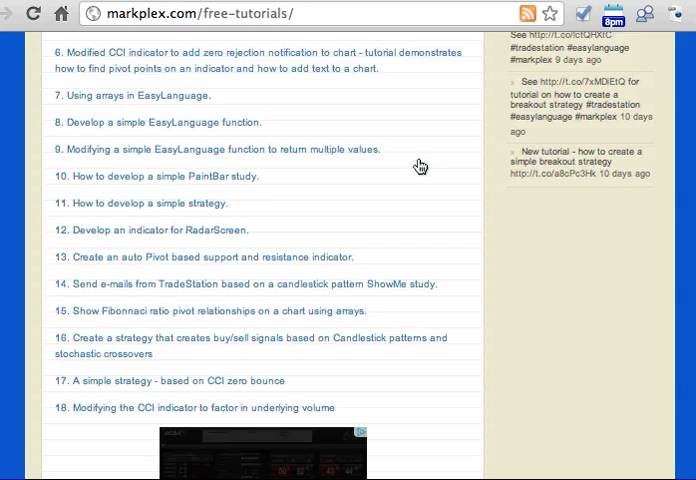 markplex.com/free-tutorials/
8pm
6. Modified CCI indicator to add zero rejection notification to chart - tutorial demonstrates
how to find pivot points on an indicator and how to add text to a chart.
7. Using arrays in EasyLanguage.
8. Develop a simple EasyLanguage function.
9. Modifying a simple EasyLanguage function to return multiple values.
10. How to develop a simple PaintBar study.
11. How to develop a simple strategy.
12. Develop an indicator for RadarScreen.
13. Create an auto Pivot based support and resistance indicator.
14. Send e-mails from TradeStation based on a candlestick pattern ShowMe study.
15. Show Fibonnaci ratio pivot relationships on a chart using arrays.
16. Create a strategy that creates buy/sell signals based on Candlestick patterns and
stochastic crossovers
17. A simple strategy - based on CCI zero bounce
18. Modifying the CCI indicator to factor in underlying volume
#tradestation #easylanguage
#markplex 9 days ago
» See http://t.co/7xMDiEtQ for
tutorial on how to create a
breakout strategy #tradestation
#easylanguage #markplex 10 days
ago
» New tutorial - how to create a
simple breakout strategy
http://t.co/a8cPc3Hk 10 days ago